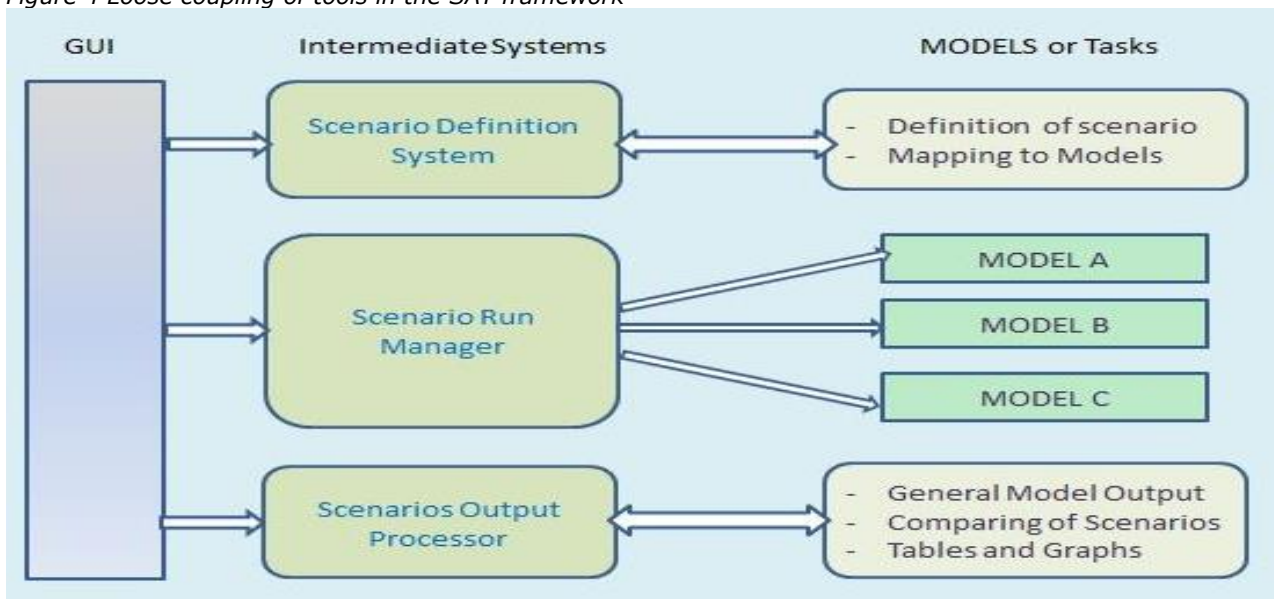 Figure 4 Loose coupling of tools in the SAT framework
GUI
Intermediate Systems
MODELS or Tasks
Scenario Definition
System
- Definition of scenario
- Mapping to Models
Scenario Run
Manager
MODEL A
MODEL B
MODEL C
Scenarios Output
Processor
- General Model Output
- Comparing of Scenarios
- Tables and Graphs